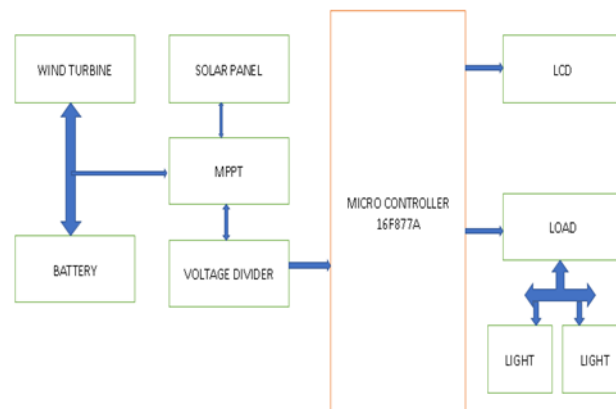 WIND TURBINE
SOLAR PANEL
LCD
MPPT
MICRO CONTROLLER
16F877A
LOAD
BATTERY
VOLTAGE DIVIDER
LIGHT
LIGHT